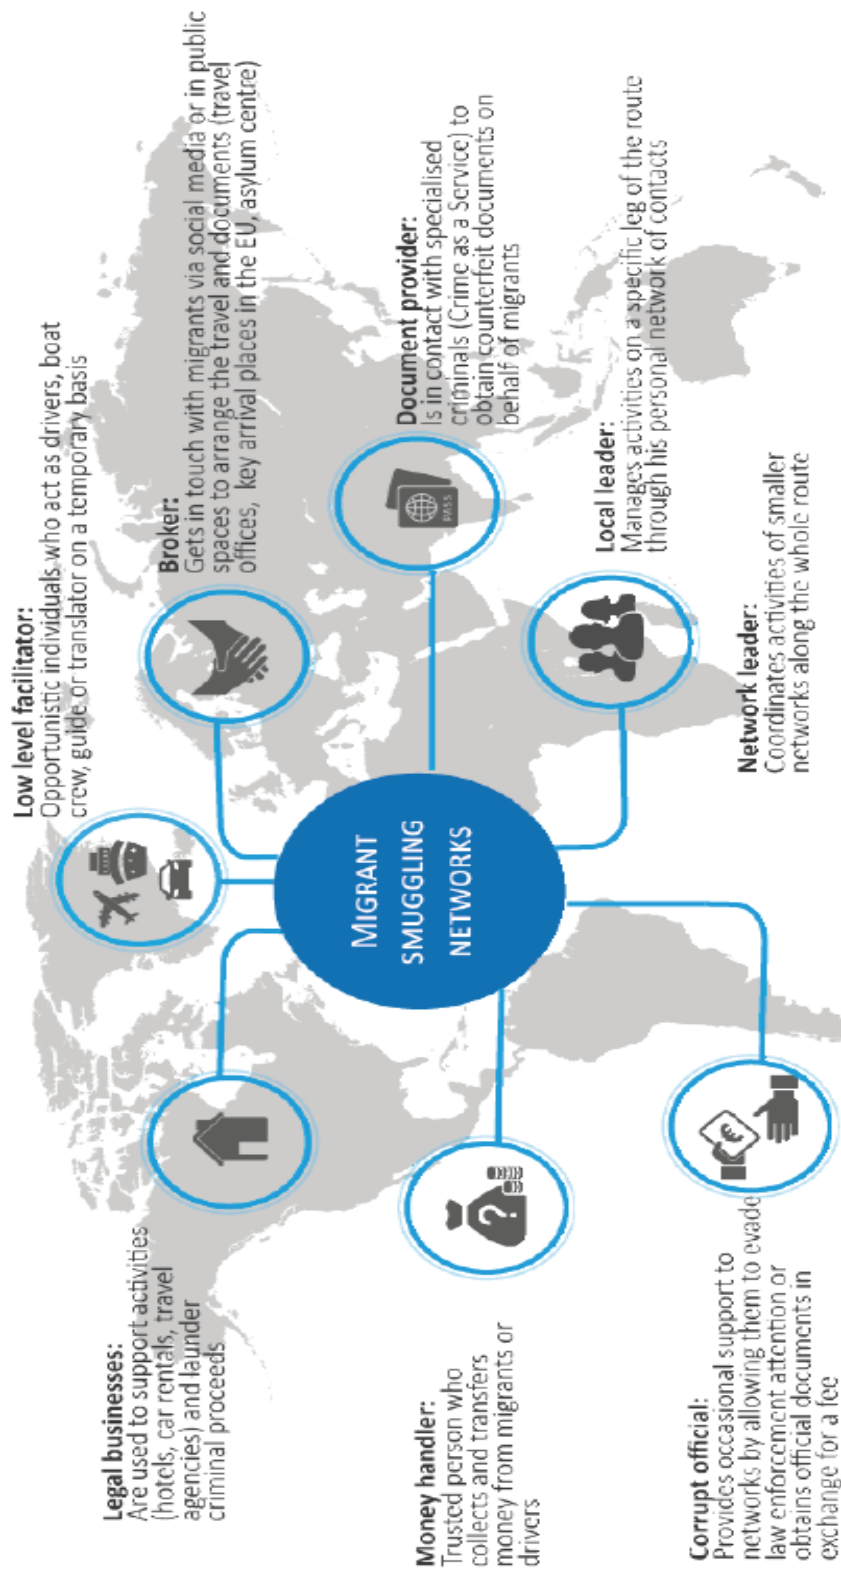 Low level facilitator:
Opportunistic individuals who act as drivers, boat
crew, guide or translator on a temporary basis
Broker:
Gets in touch with migrants via social media or in public
spaces to arrange the travel and documents (travel
offices, key arrival places in the EU, asylum centre)
Document provider:
Is in contact with specialised
criminals (Crime as a Service) to
obtain counterfeit documents on
behalf of migrants
PASS
Local leader:
Manages activities on a specific leg of the route
through his personal network of contacts
Network leader:
Coordinates activities of smaller
networks along the whole route
MIGRANT
SMUGGLING
NETWORKS
Legal businesses:
Are used to support activities
(hotels, car rentals, travel
agencies) and launder
criminal proceeds
Money handler:
Trusted person who
collects and transfers
money from migrants or
drivers
?
Corrupt official:
Provides occasional support to
networks by allowing them to evade
law enforcement attention or
obtains official documents in
exchange for a fee
€